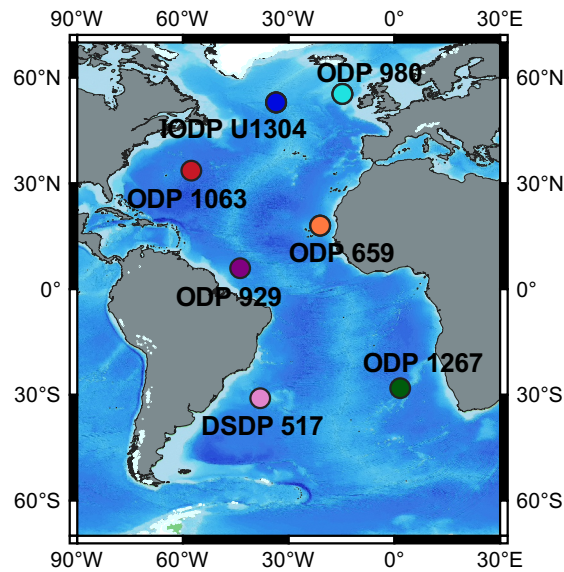 90°W 60°W 30°W 0° 30°E
60°N 60°N
ODP 980
IODP U1304
30°N 30°N
ODP 1063
ODP 659
0° 0°
ODP 929
ODP 1267
30°S 30°S
DSDP 517
60°S 60°S
90°W 60°W 30°W 0° 30°E